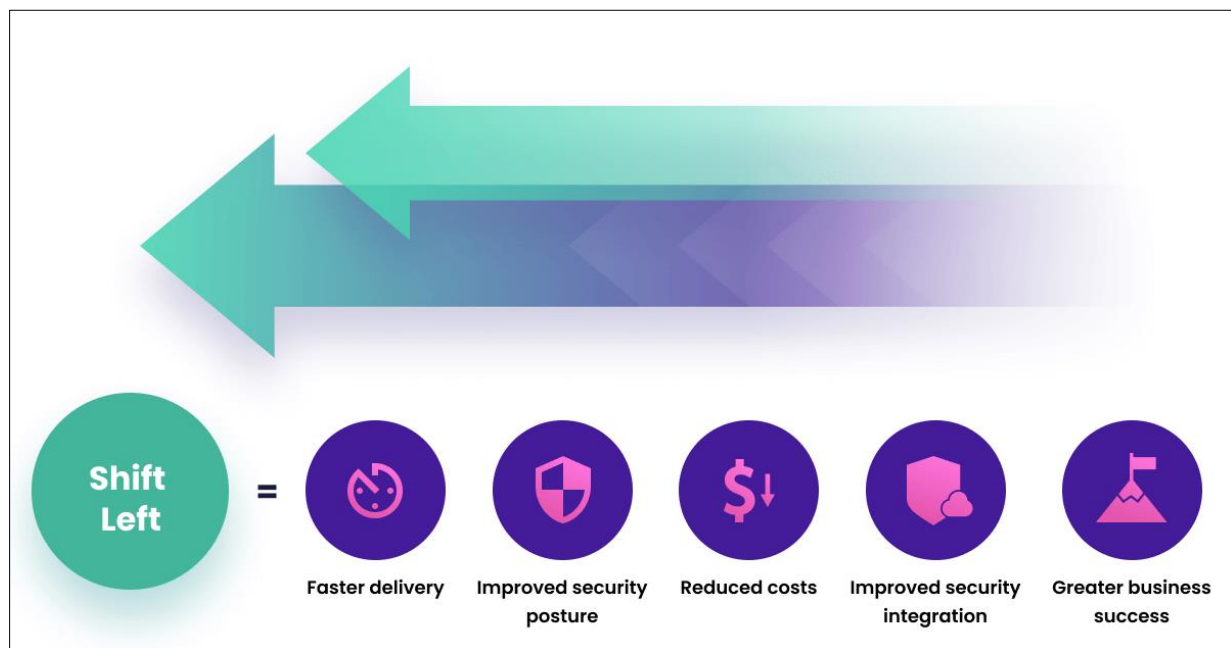 Shift
Left
=
Faster delivery
Improved security
posture
$
Reduced costs
Improved security
integration
Greater business
success